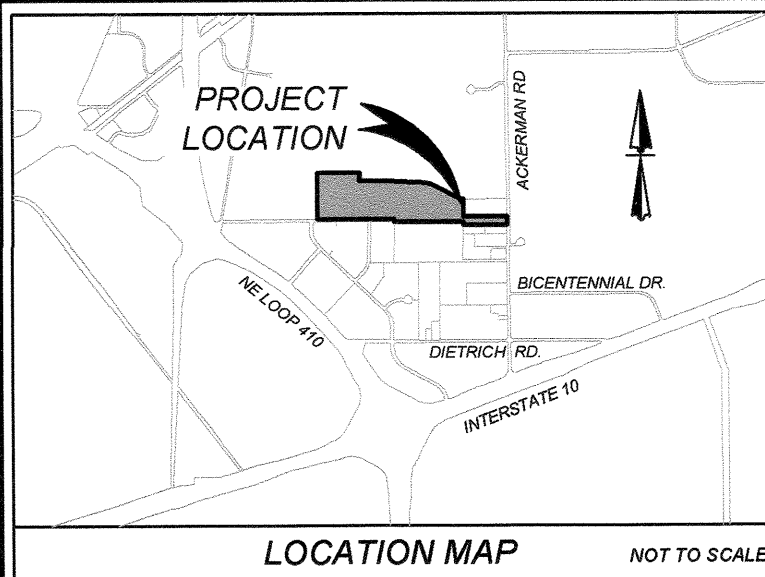 PROJECT
LOCATION
ACKERMAN RD
NE LOOP 410
BICENTENNIAL DR.
DIETRICH RD.
INTERSTATE 10
LOCATION MAP
NOT TO SCALE